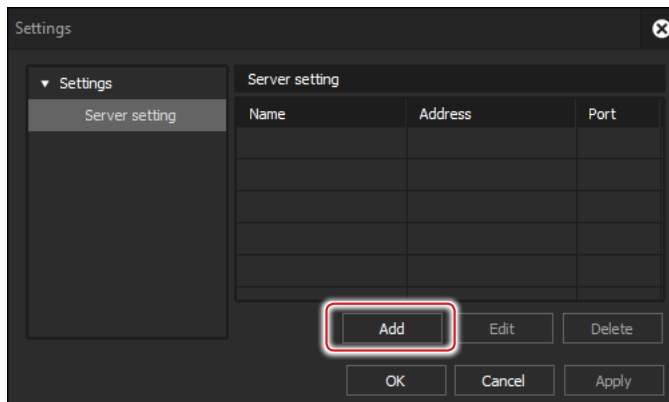 Settings
Settings
Server setting
Server setting
Name Address Port
Add Edit Delete
OK Cancel Apply